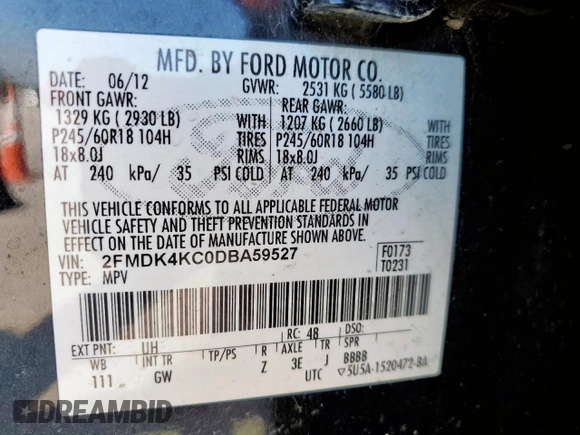 MFD. BY FORD MOTOR CO.
DATE: 06/12 GVWR: 2531 KG ( 5580 LB)
FRONT GAWR: REAR GAWR:
1329 KG ( 2930 LB) WITH 1207 KG ( 2660 LB) WITH
P245/60R18 104H TIRES P245/60R18 104H TIRES
18x8.0J RIMS 18x8.0J RIMS
AT 240 kPa/ 35 PSI COLD AT 240 kPa/ 35 PSI COLD
Ford
THIS VEHICLE CONFORMS TO ALL APPLICABLE FEDERAL MOTOR
VEHICLE SAFETY AND THEFT PREVENTION STANDARDS IN
EFFECT ON THE DATE OF MANUFACTURE SHOWN ABOVE.
VIN: 2FMDK4KC0DBA59527 F0173
TYPE: MPV T0231
EXT PNT: UH RC: 48 DSO:
WB INT TR TP/PS R AXLE TR SPR
111 GW Z 3E J BBBB
UTC ▽5U5A-1520472-BA
DREAMBID